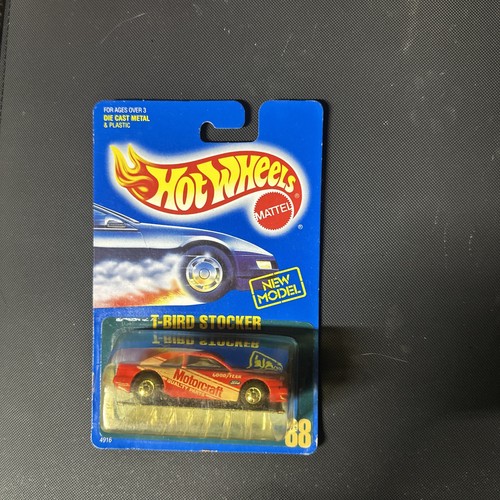 FOR AGES OVER 3
DIE CAST METAL
& PLASTIC
HOT WHEELS
®
MATTEL
®
NEW
MODEL
T-BIRD STOCKER
GOODYEAR
Motorcraft
QUALITY
88
4916